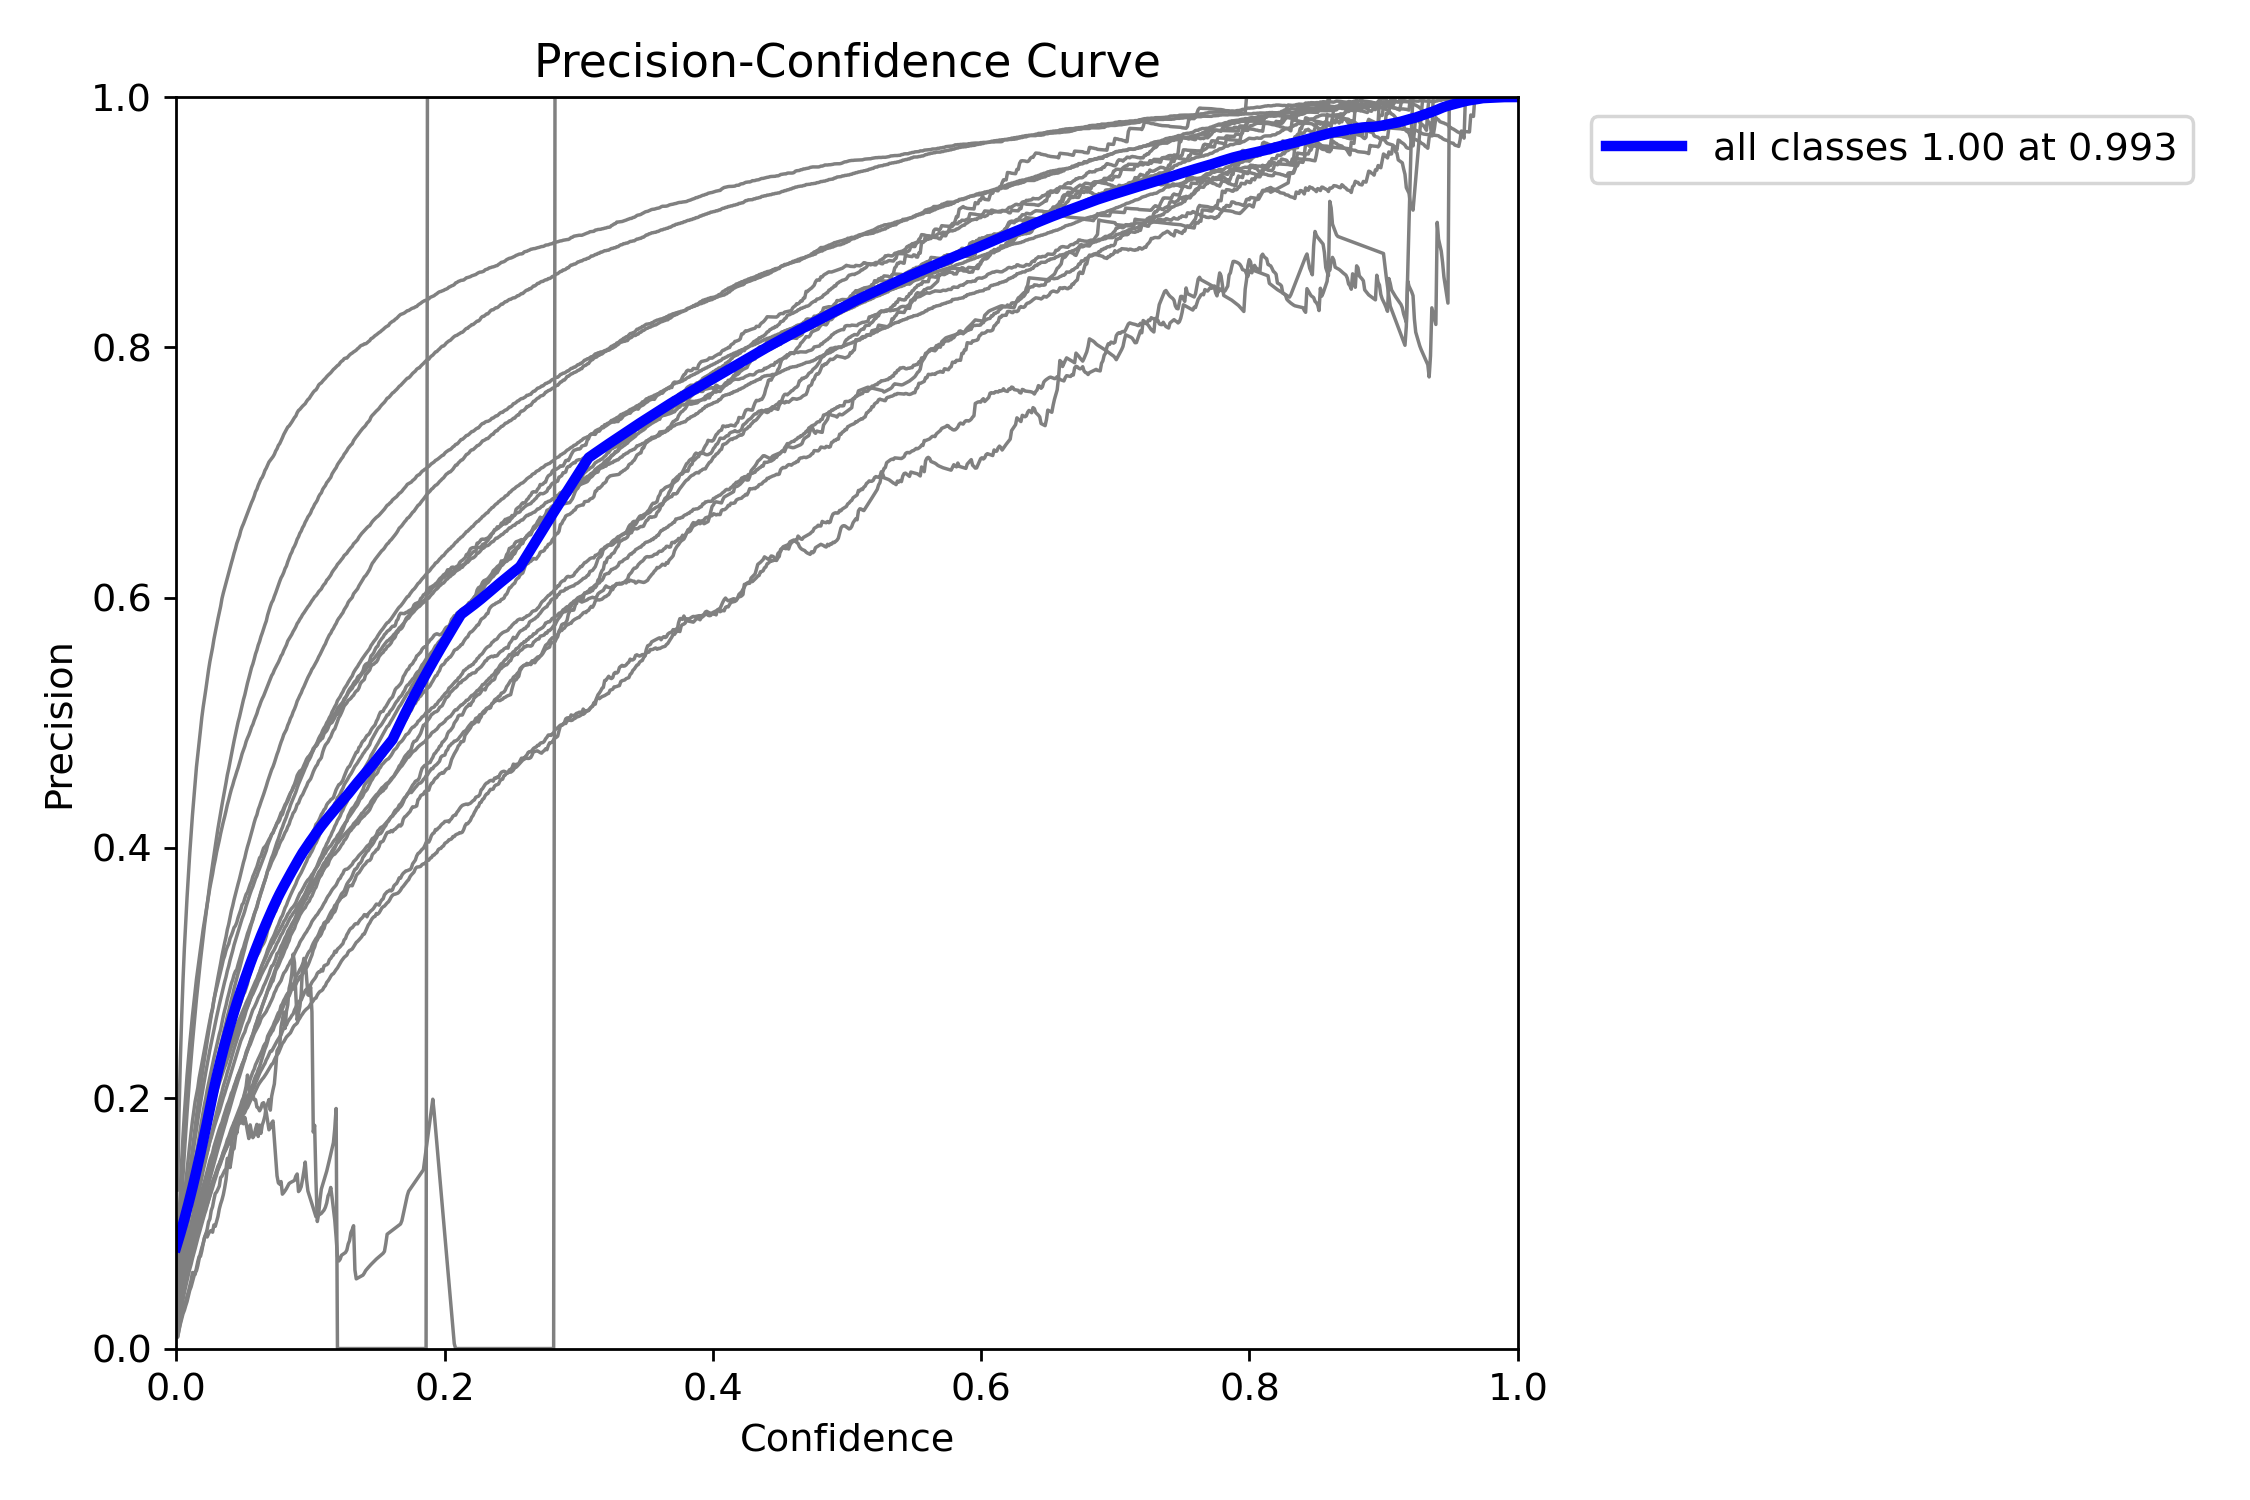 Precision-Confidence Curve
1.0
0.8
0.6
0.4
0.2
0.0
Precision
0.0 0.2 0.4 0.6 0.8 1.0
Confidence
all classes 1.00 at 0.993